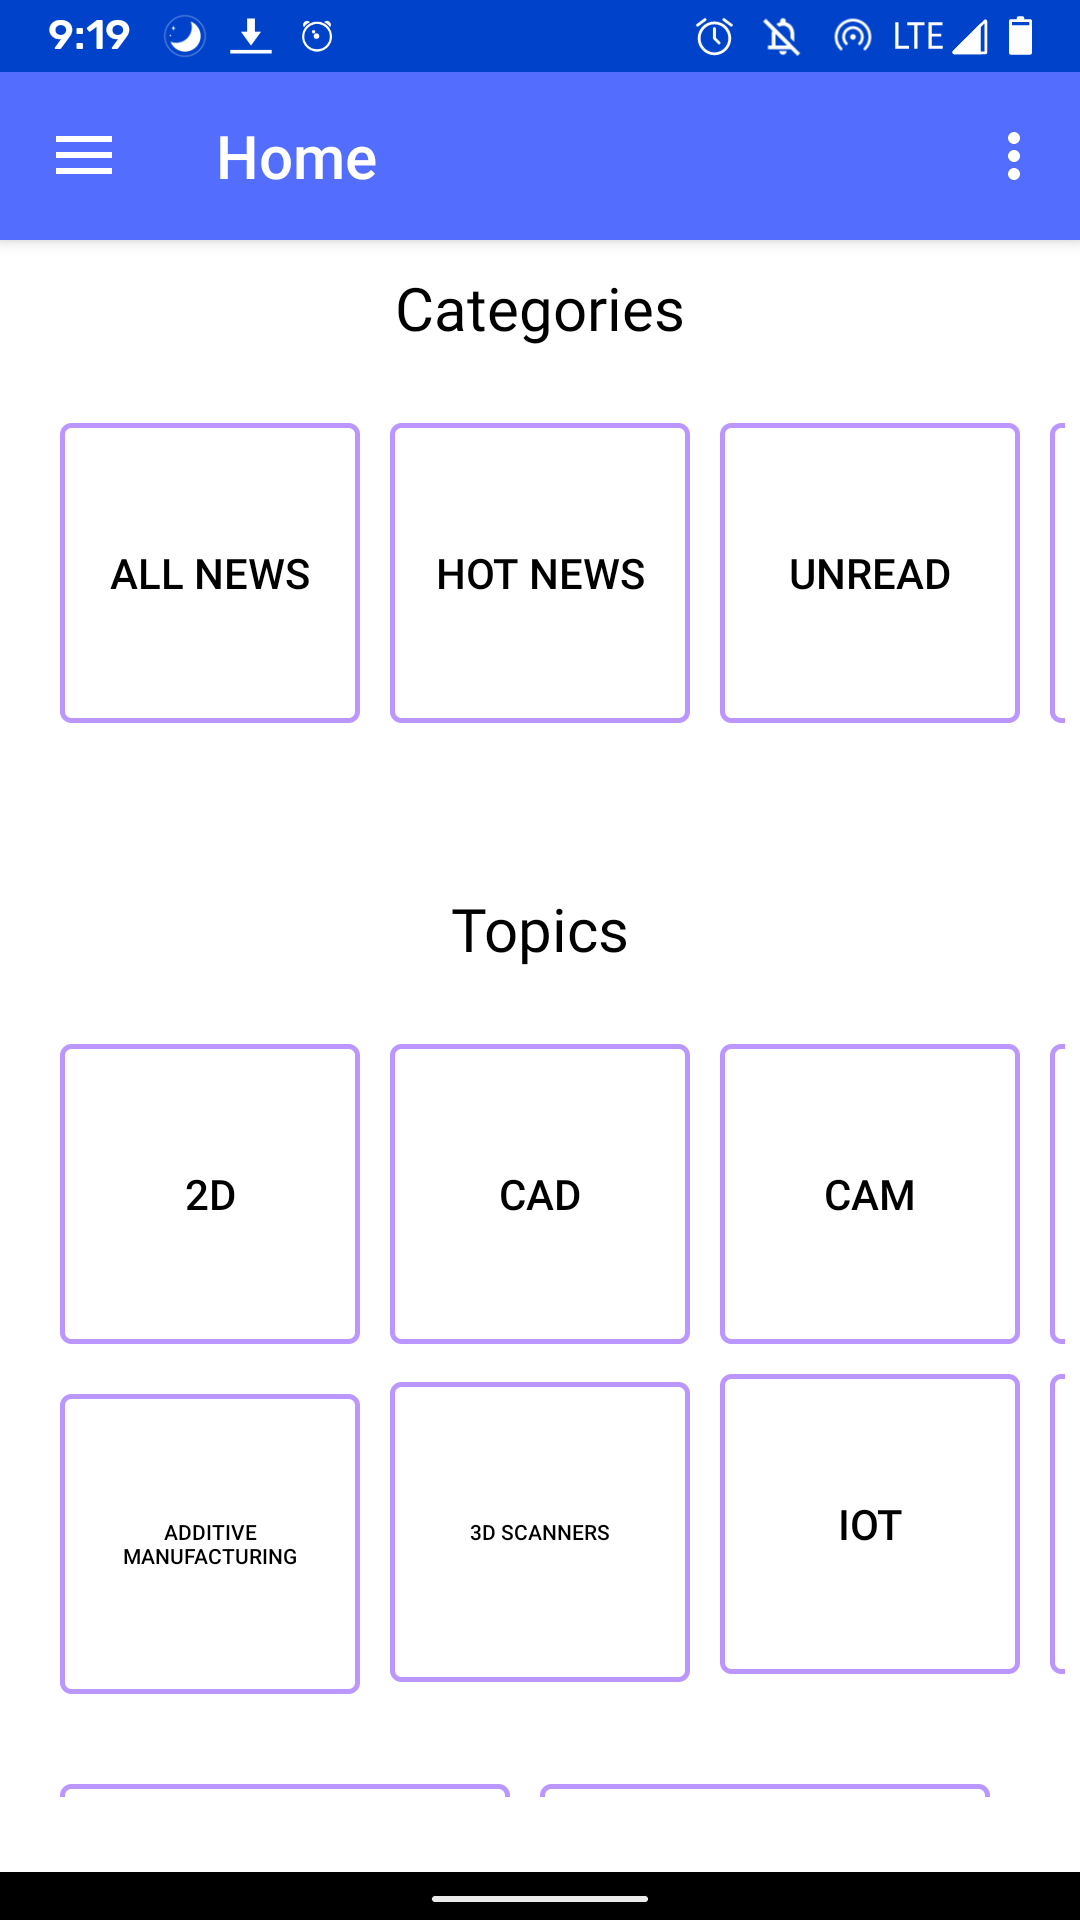 9:19
LTE
Home
Categories
ALL NEWS
HOT NEWS
UNREAD
Topics
2D
CAD
CAM
ADDITIVE
MANUFACTURING
3D SCANNERS
IOT